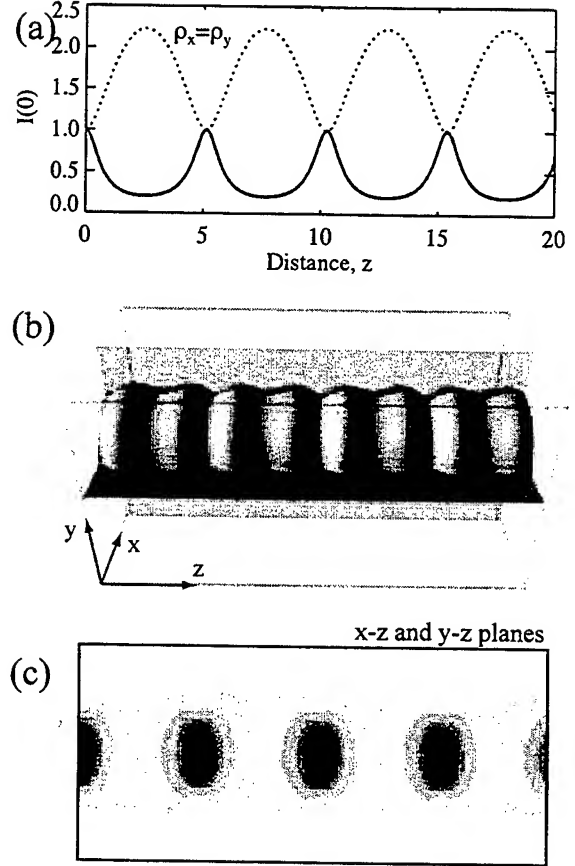 (a)
2.5
2.0
1.5
1.0
0.5
0.0
I(0)
ρx=ρy
0
5
10
15
20
Distance, z
(b)
y
x
z
x-z and y-z planes
(c)